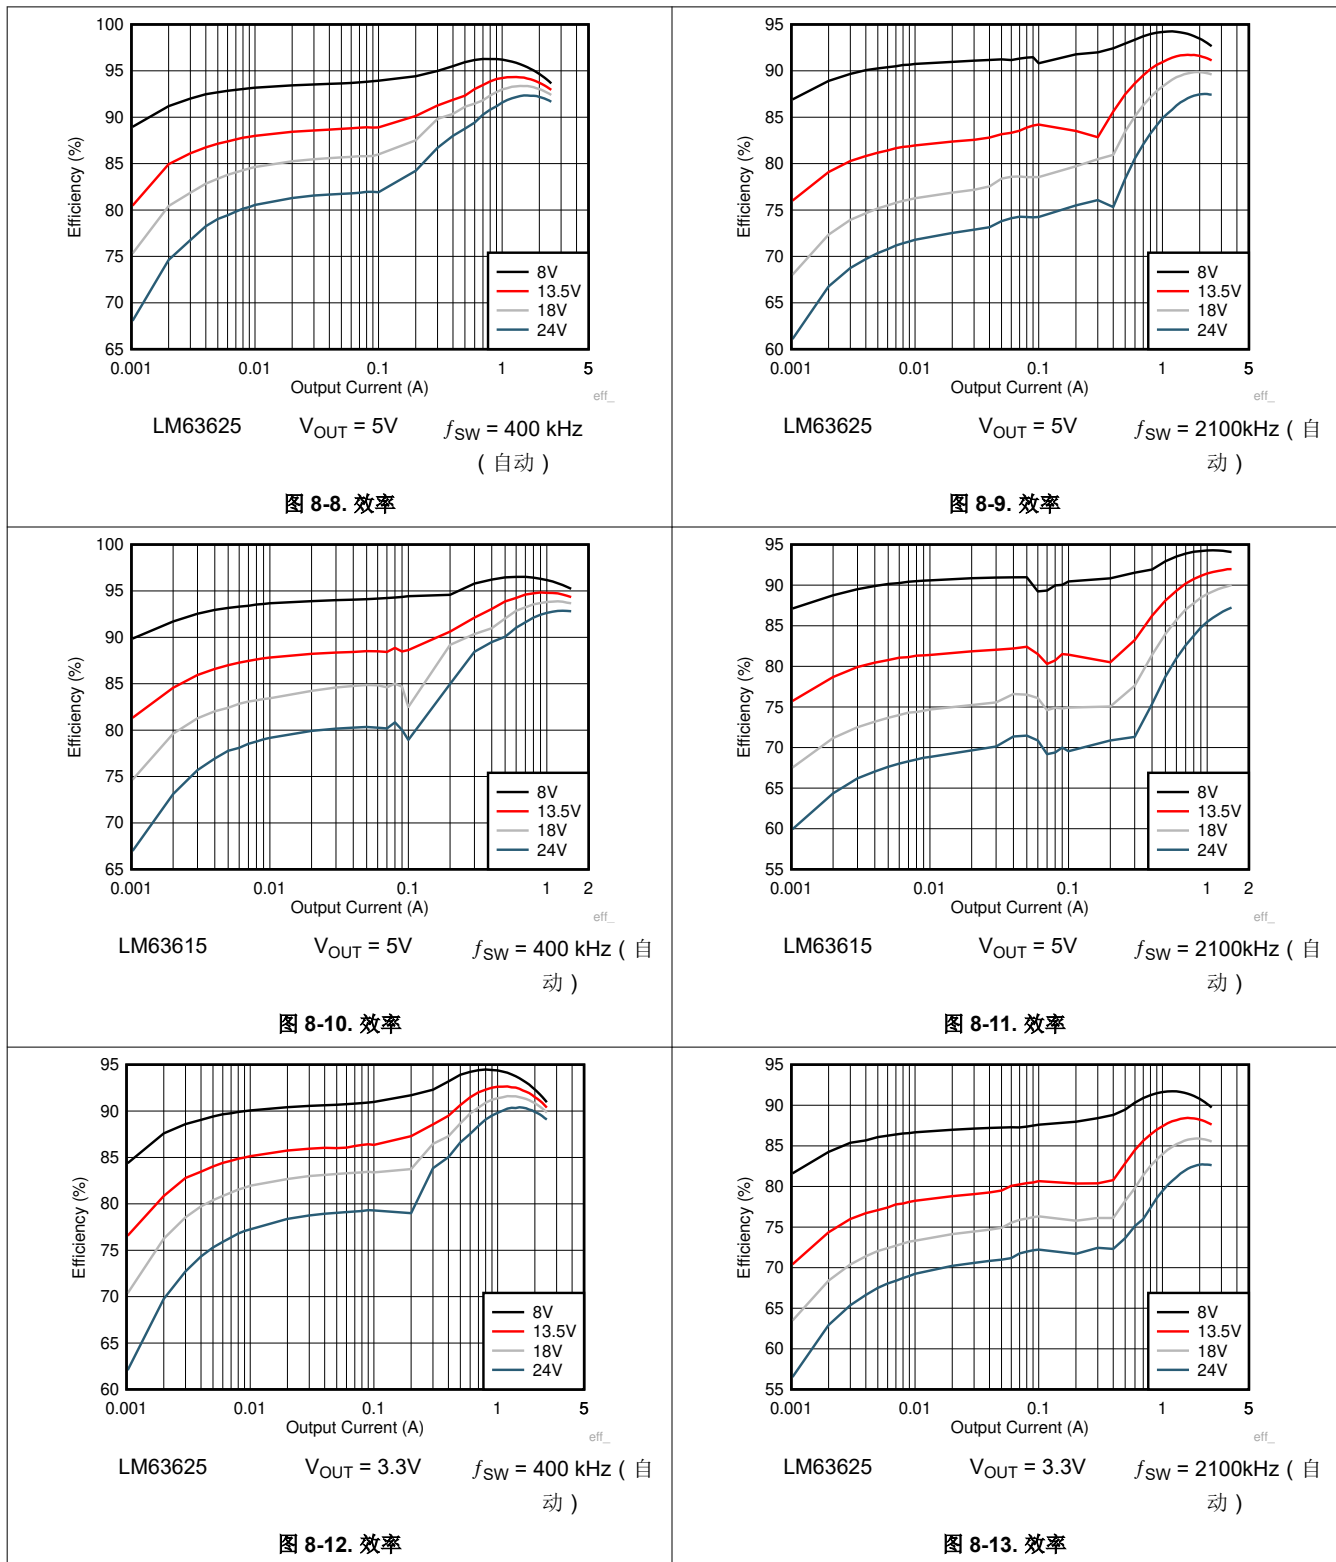 100
95
90
85
80
75
70
65
0.001 0.01 0.1 1 5
Efficiency (%)
Output Current (A)
8V
13.5V
18V
24V
eff_
LM63625 VOUT = 5V fSW = 400 kHz
(自动)
图 8-8. 效率
95
90
85
80
75
70
65
60
0.001 0.01 0.1 1 5
Efficiency (%)
Output Current (A)
8V
13.5V
18V
24V
eff_
LM63625 VOUT = 5V fSW = 2100kHz (自
动)
图 8-9. 效率
100
95
90
85
80
75
70
65
0.001 0.01 0.1 1 2
Efficiency (%)
Output Current (A)
8V
13.5V
18V
24V
eff_
LM63615 VOUT = 5V fSW = 400 kHz (自
动)
图 8-10. 效率
95
90
85
80
75
70
65
60
55
0.001 0.01 0.1 1 2
Efficiency (%)
Output Current (A)
8V
13.5V
18V
24V
eff_
LM63615 VOUT = 5V fSW = 2100kHz (自
动)
图 8-11. 效率
95
90
85
80
75
70
65
60
0.001 0.01 0.1 1 5
Efficiency (%)
Output Current (A)
8V
13.5V
18V
24V
eff_
LM63625 VOUT = 3.3V fSW = 400 kHz (自
动)
图 8-12. 效率
95
90
85
80
75
70
65
60
55
0.001 0.01 0.1 1 5
Efficiency (%)
Output Current (A)
8V
13.5V
18V
24V
eff_
LM63625 VOUT = 3.3V fSW = 2100kHz (自
动)
图 8-13. 效率